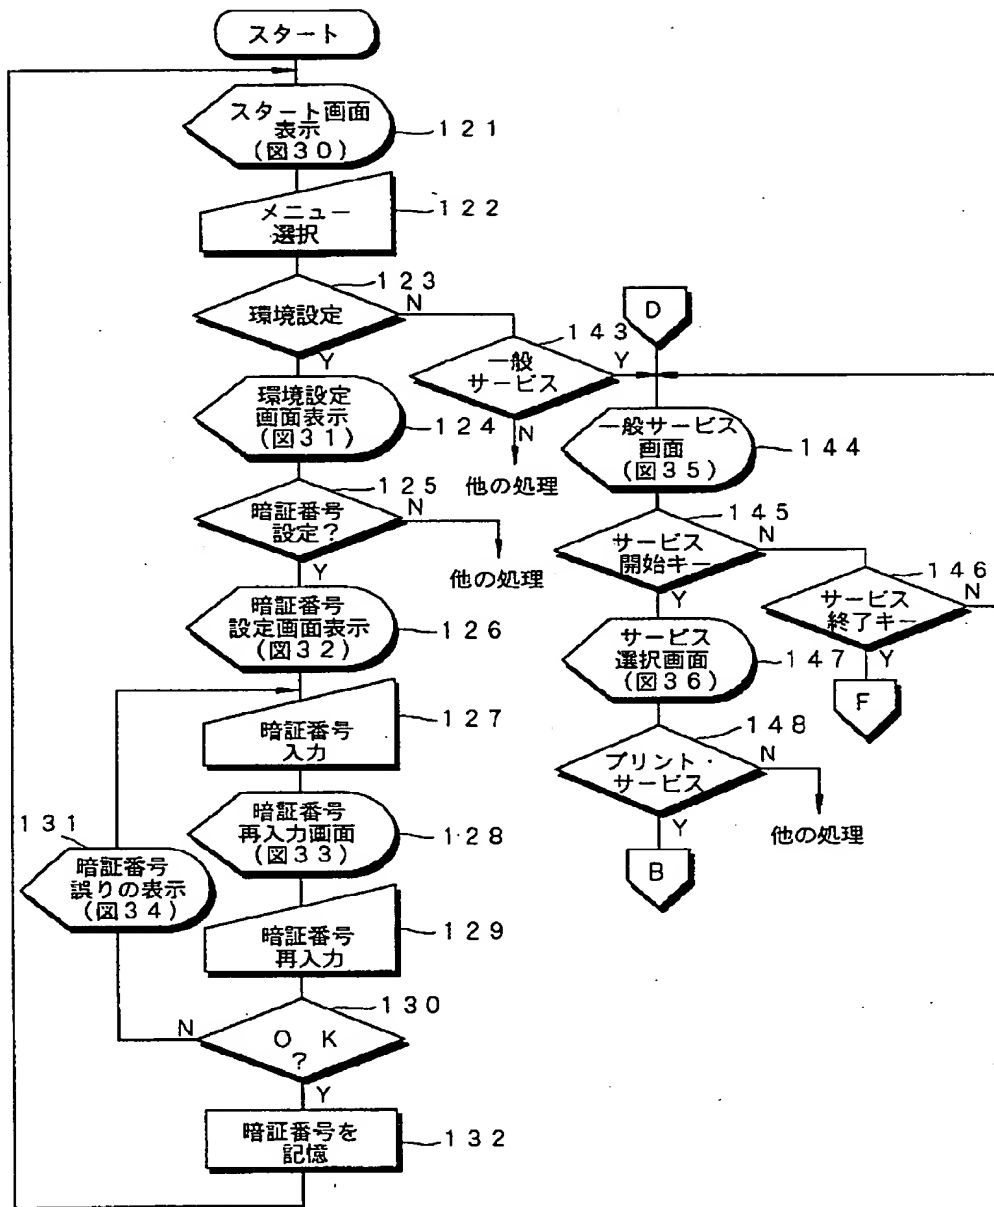 スタート
スタート画面
表示
(図30)
121
メニュー
選択
122
環境設定
123
N
Y
環境設定
画面表示
(図31)
124
暗証番号
設定?
125
N
他の処理
Y
暗証番号
設定画面表示
(図32)
126
暗証番号
入力
127
暗証番号
再入力画面
(図33)
128
131
暗証番号
誤りの表示
(図34)
暗証番号
再入力
129
130
O K
?
N
Y
暗証番号を
記憶
132
143
一般
サービス
Y
N
他の処理
D
一般サービス
画面
(図35)
144
145
サービス
開始キー
N
Y
146
サービス
終了キー
N
Y
F
サービス
選択画面
(図36)
147
148
プリント・
サービス
N
他の処理
Y
B